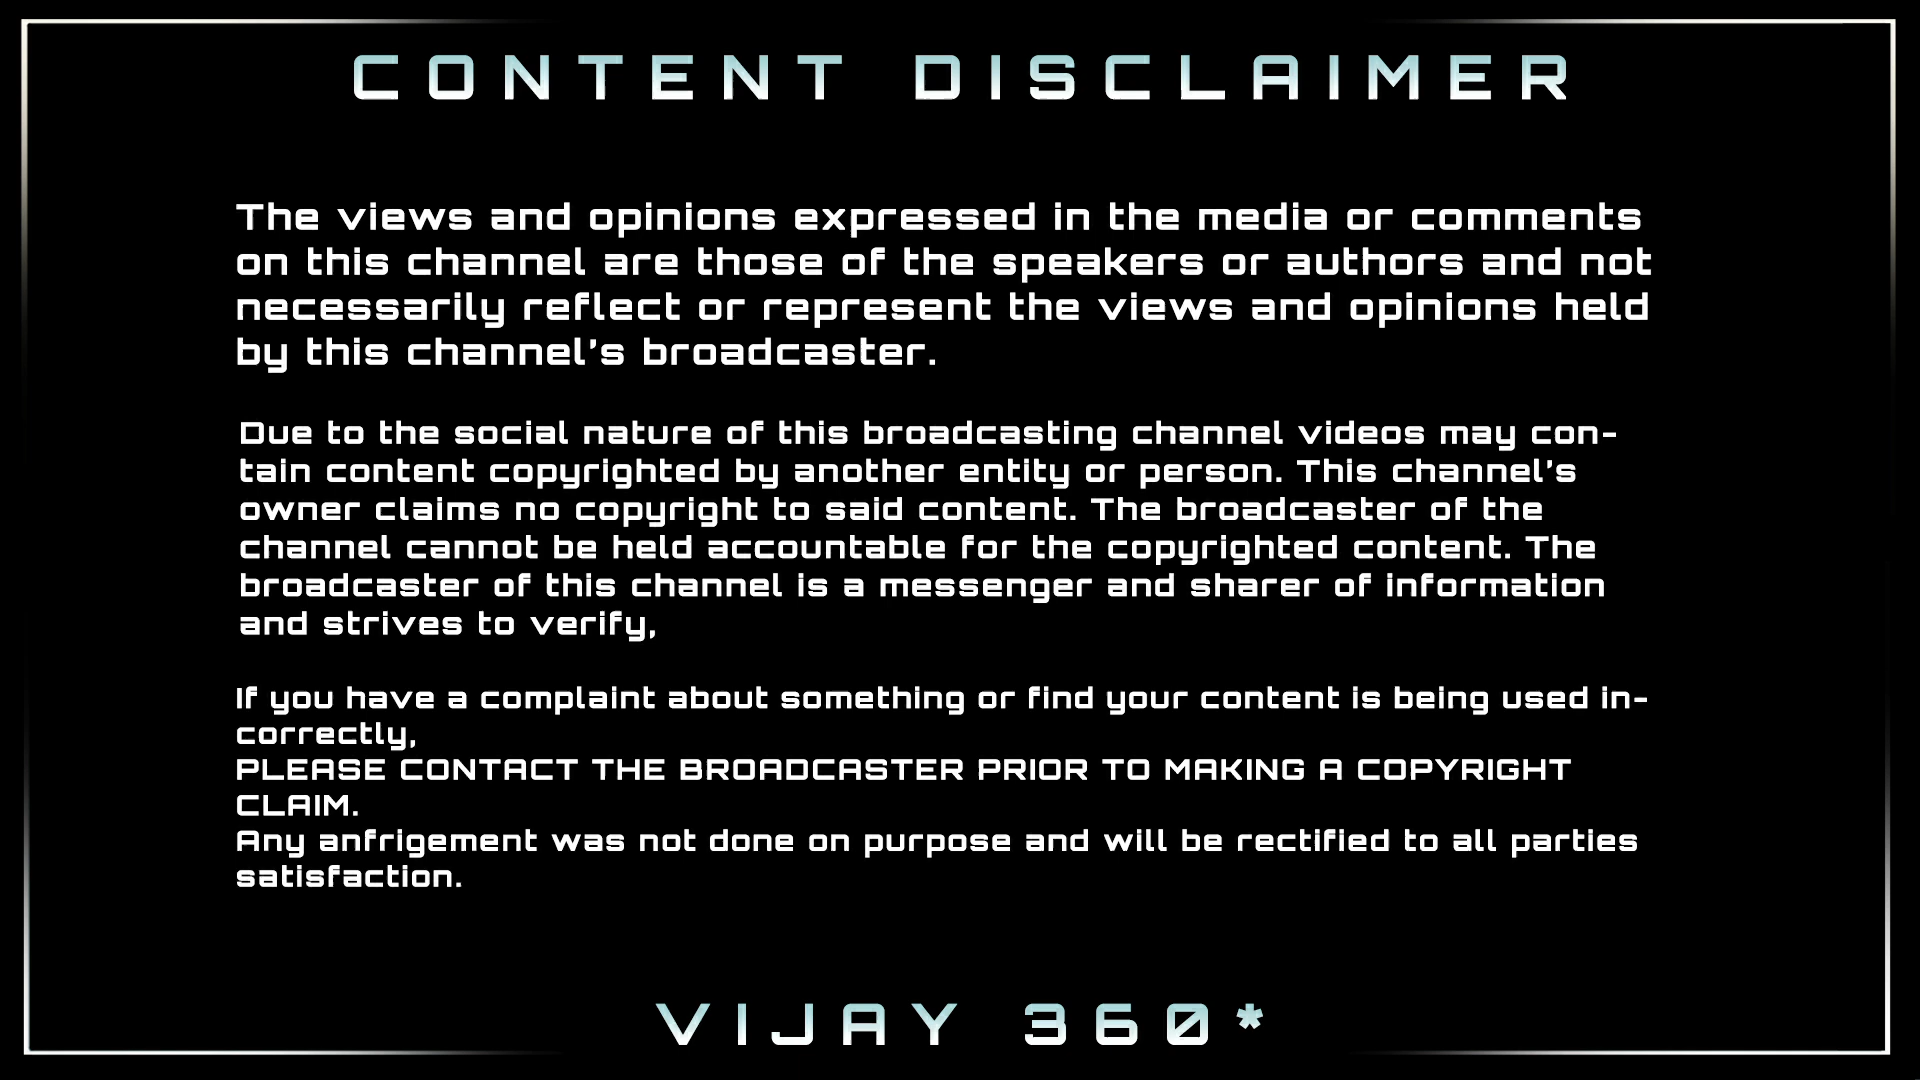 CONTENT DISCLAIMER
The views and opinions expressed in the media or comments
on this channel are those of the speakers or authors and not
necessarily reflect or represent the views and opinions held
by this channel's broadcaster.
Due to the social nature of this broadcasting channel videos may con-
tain content copyrighted by another entity or person. This channel's
owner claims no copyright to said content. The broadcaster of the
channel cannot be held accountable for the copyrighted content. The
broadcaster of this channel is a messenger and sharer of information
and strives to verify,
If you have a complaint about something or find your content is being used in-
correctly,
PLEASE CONTACT THE BROADCASTER PRIOR TO MAKING A COPYRIGHT
CLAIM.
Any anfrigement was not done on purpose and will be rectified to all parties
satisfaction.
VIJAY 360*